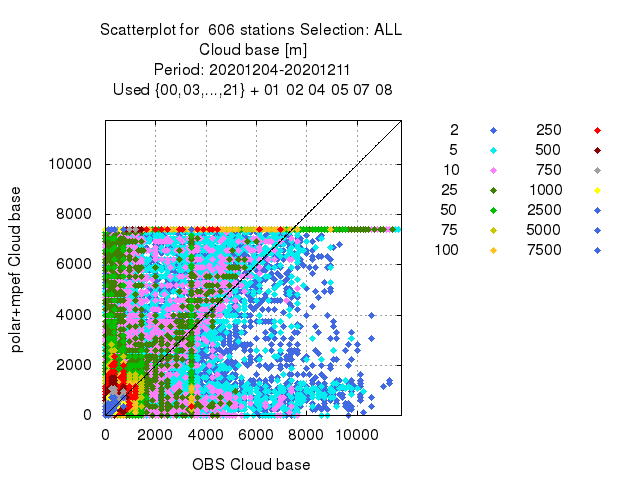 Scatterplot for  606 stations Selection: ALL
Cloud base [m]
Period: 20201204-20201211
Used {00,03,...,21} + 01 02 04 05 07 08
polar+mpef Cloud base
10000
8000
6000
4000
2000
0
0 2000 4000 6000 8000 10000
OBS Cloud base
2 250
5 500
10 750
25 1000
50 2500
75 5000
100 7500